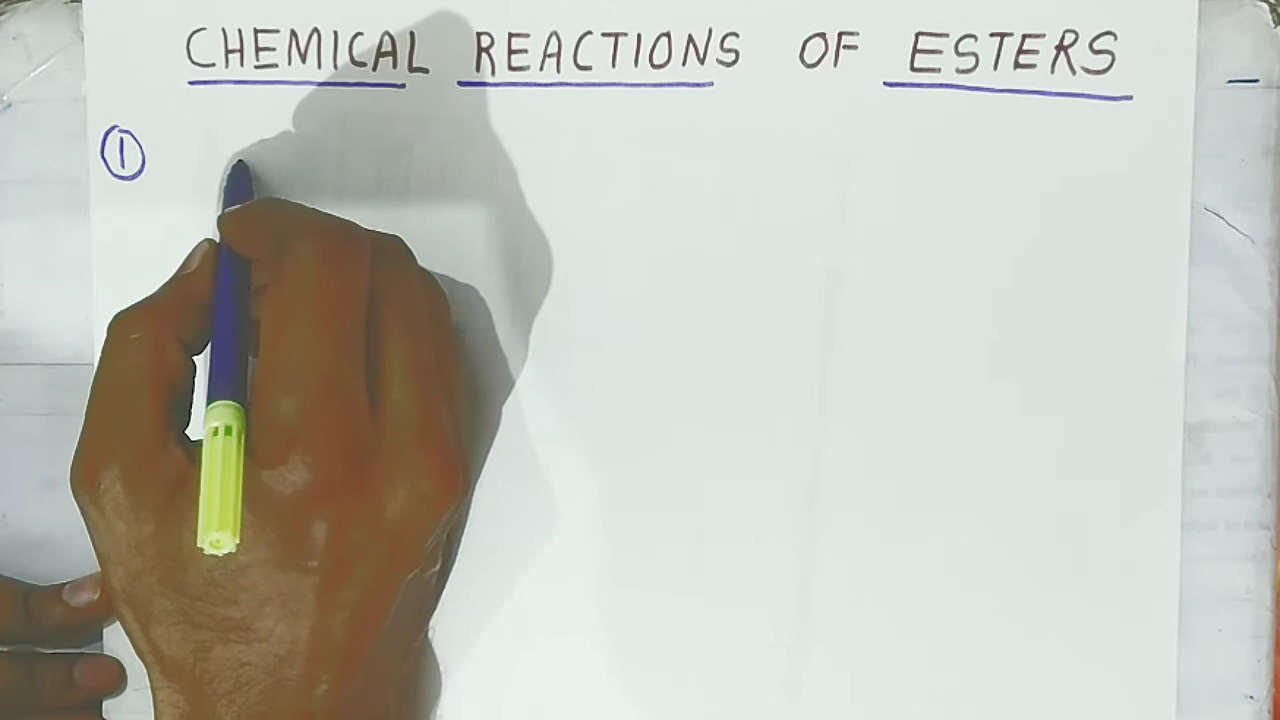 CHEMICAL REACTIONS OF ESTERS
①